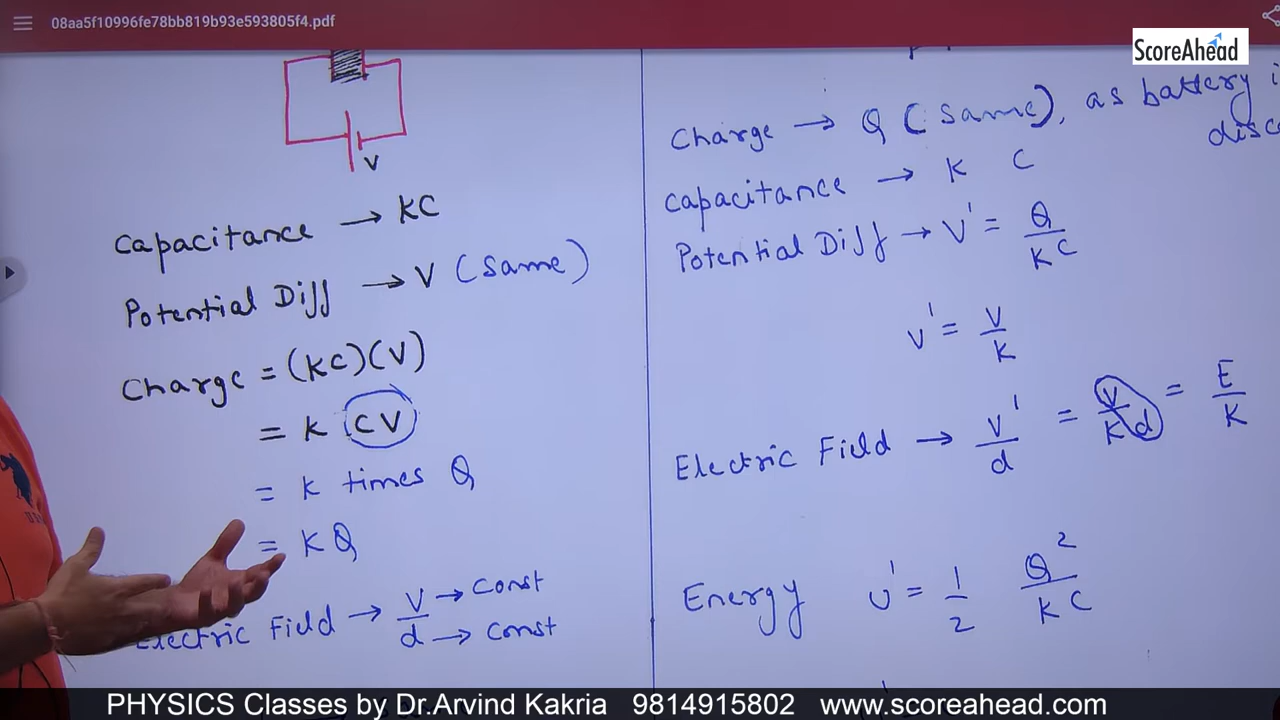 08aa5f10996fe78bb819b93e593805f4.pdf
ScoreAhead
V
Capacitance → KC
Potential Diff → V (Same)
Charge = (KC)(V)
= K CV
= K times Q
= KQ
Electric Field → V/d → Const → Const
Charge → Q (Same), as battery
Capacitance → K C
Potential Diff → V' = Q/KC
V' = V/K
Electric Field → V'/d = V/Kd = E/K
Energy U' = 1/2 Q²/KC
PHYSICS Classes by Dr.Arvind Kakria 9814915802 www.scoreahead.com